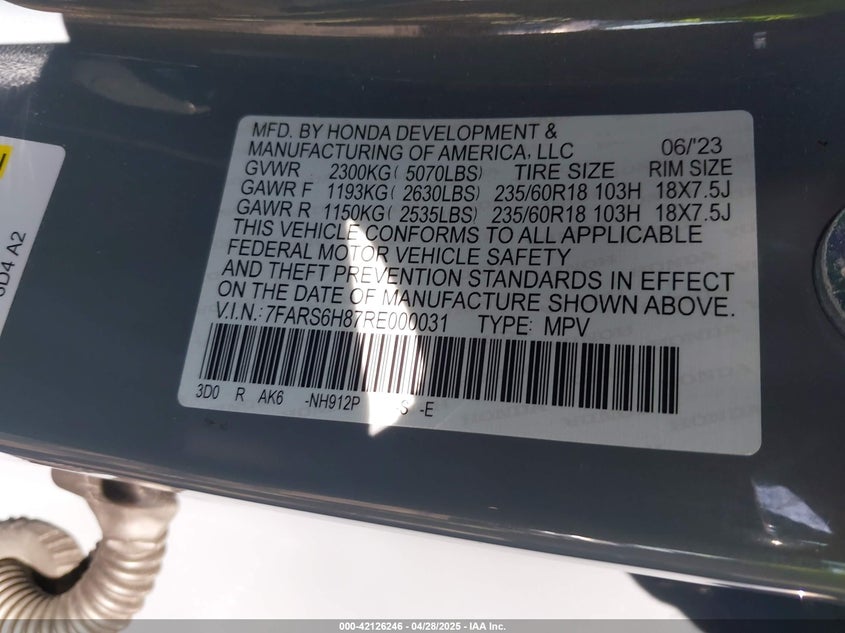 MFD. BY HONDA DEVELOPMENT &
MANUFACTURING OF AMERICA, LLC 06/'23
GVWR 2300KG ( 5070LBS) TIRE SIZE RIM SIZE
GAWR F 1193KG( 2630LBS) 235/60R18 103H 18X7.5J
GAWR R 1150KG( 2535LBS) 235/60R18 103H 18X7.5J
THIS VEHICLE CONFORMS TO ALL APPLICABLE
FEDERAL MOTOR VEHICLE SAFETY
AND THEFT PREVENTION STANDARDS IN EFFECT
ON THE DATE OF MANUFACTURE SHOWN ABOVE.
V.I.N.:7FARS6H87RE000031 TYPE: MPV
3D0 R AK6 -NH912P S -E
6D4 A2
000-42126246 - 04/28/2025 - IAA Inc.